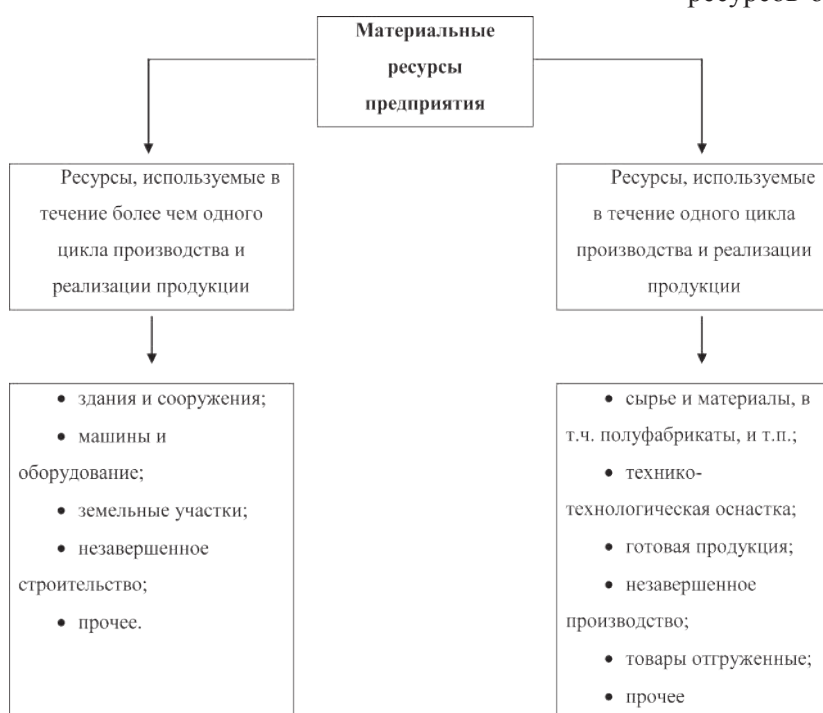 Материальные
ресурсы
предприятия
Ресурсы, используемые в
течение более чем одного
цикла производства и
реализации продукции
Ресурсы, используемые
в течение одного цикла
производства и реализации
продукции
• здания и сооружения;
• машины и
оборудование;
• земельные участки;
• незавершенное
строительство;
• прочее.
• сырье и материалы, в
т.ч. полуфабрикаты, и т.п.;
• технико-
технологическая оснастка;
• готовая продукция;
• незавершенное
производство;
• товары отгруженные;
• прочее